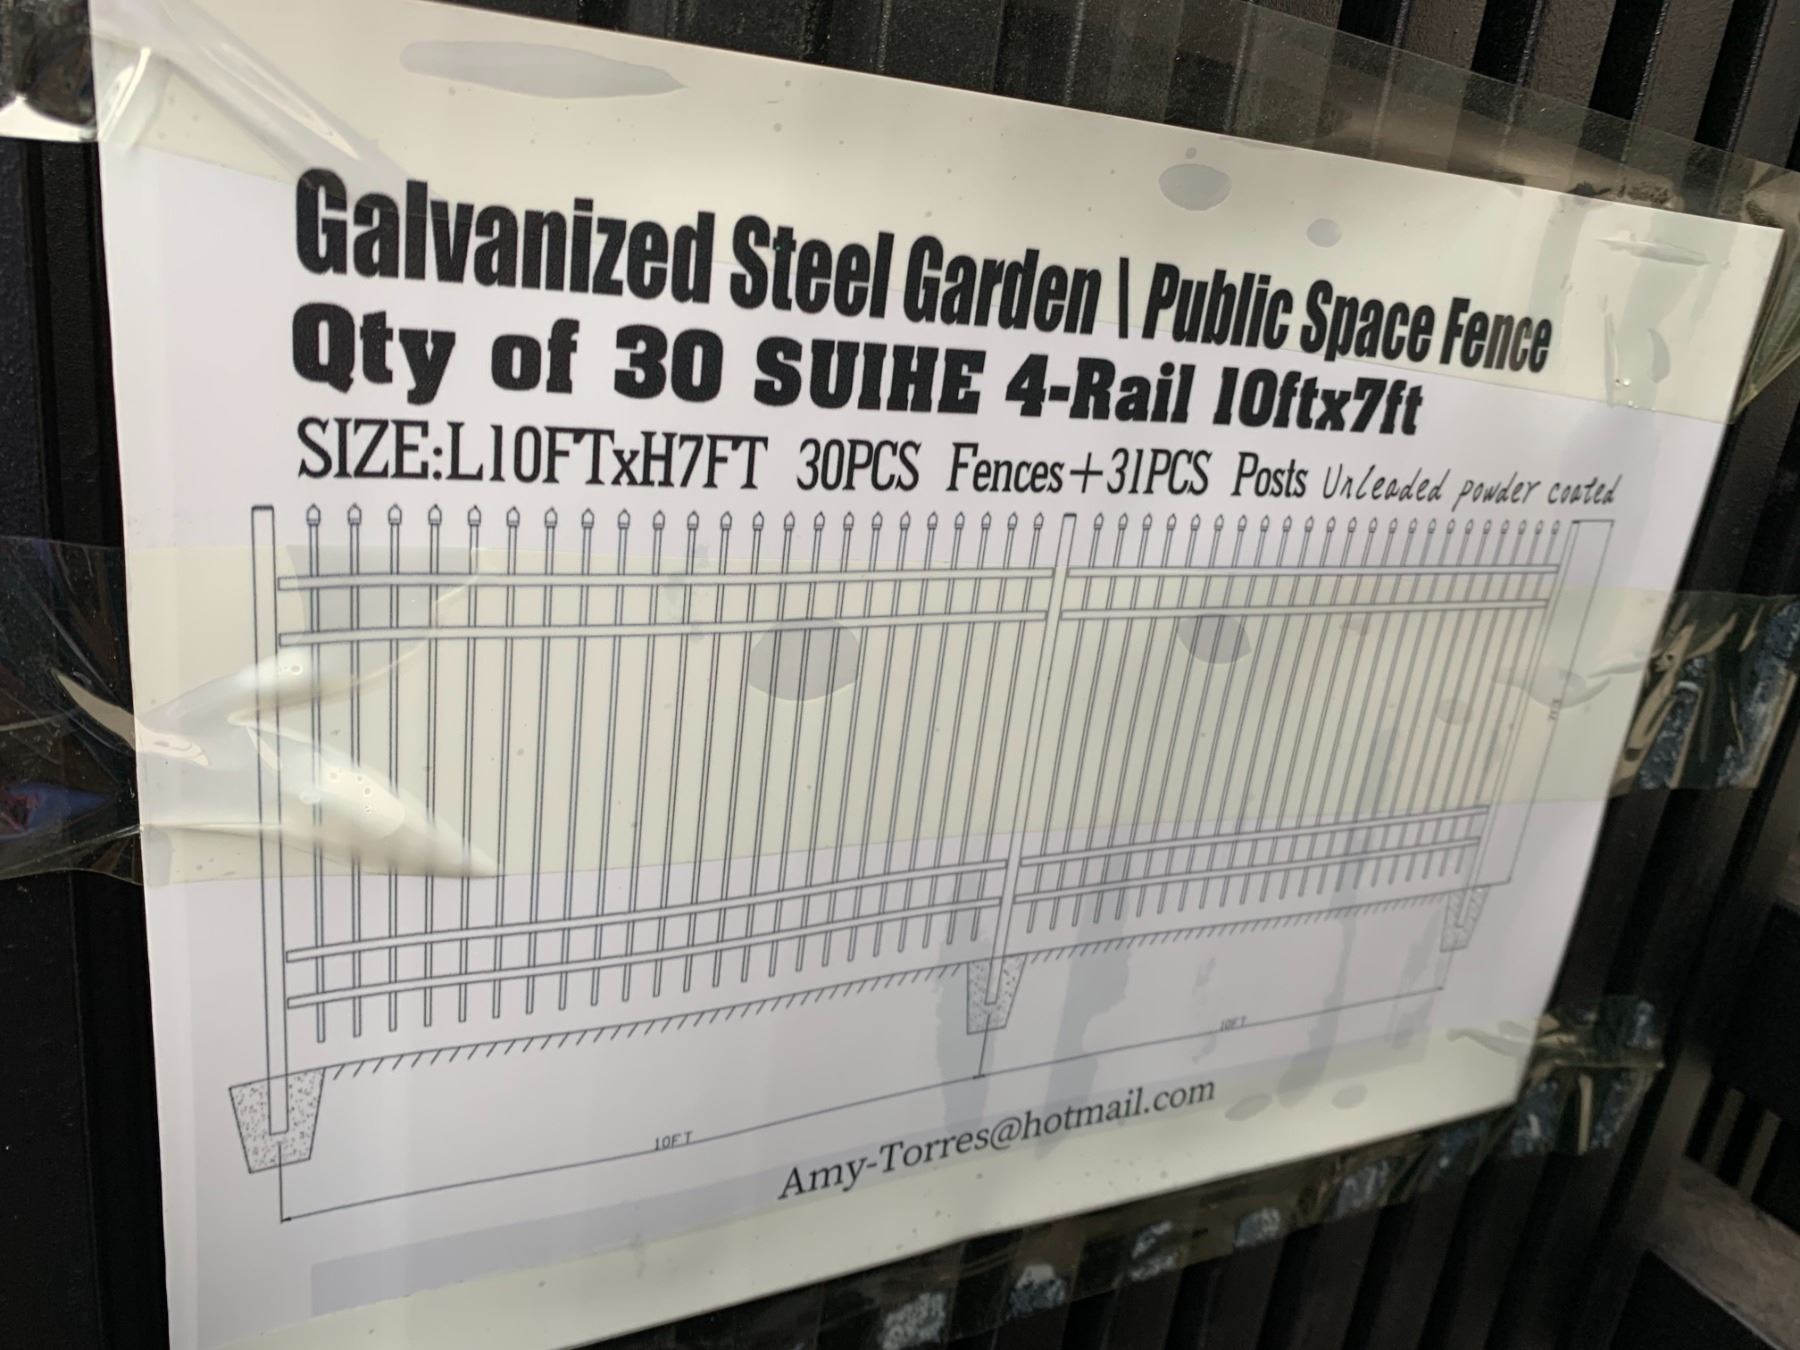 Galvanized Steel Garden \ Public Space Fence
Qty of 30 SUIHE 4-Rail 10ftx7ft
SIZE:L10FTxH7FT 30PCS Fences+31PCS Posts Unleaded powder coated
10FT
10FT
Amy-Torres@hotmail.com